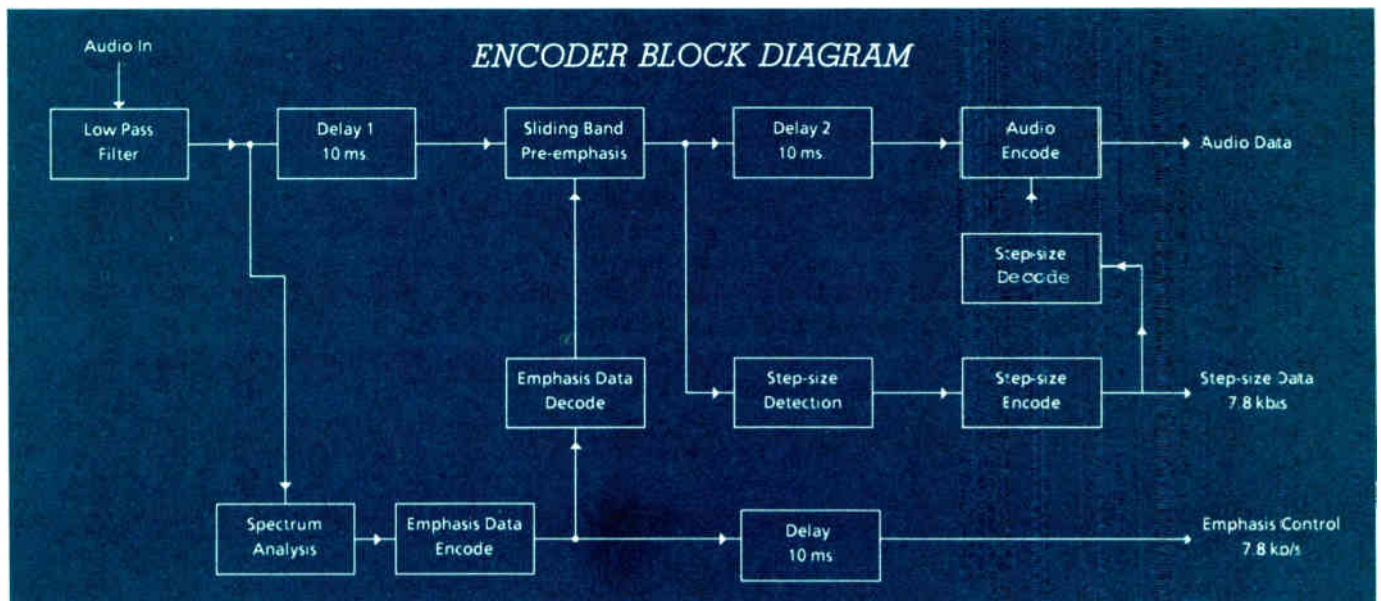 Audio In
ENCODER BLOCK DIAGRAM
Low Pass
Filter
Delay 1
10 ms
Sliding Band
Pre-emphasis
Delay 2
10 ms
Audio
Encode
Audio Data
Step-size
Decode
Emphasis Data
Decode
Step-size
Detection
Step-size
Encode
Step-size Data
7.8 kb/s
Spectrum
Analysis
Emphasis Data
Encode
Delay
10 ms
Emphasis Control
7.8 kb/s